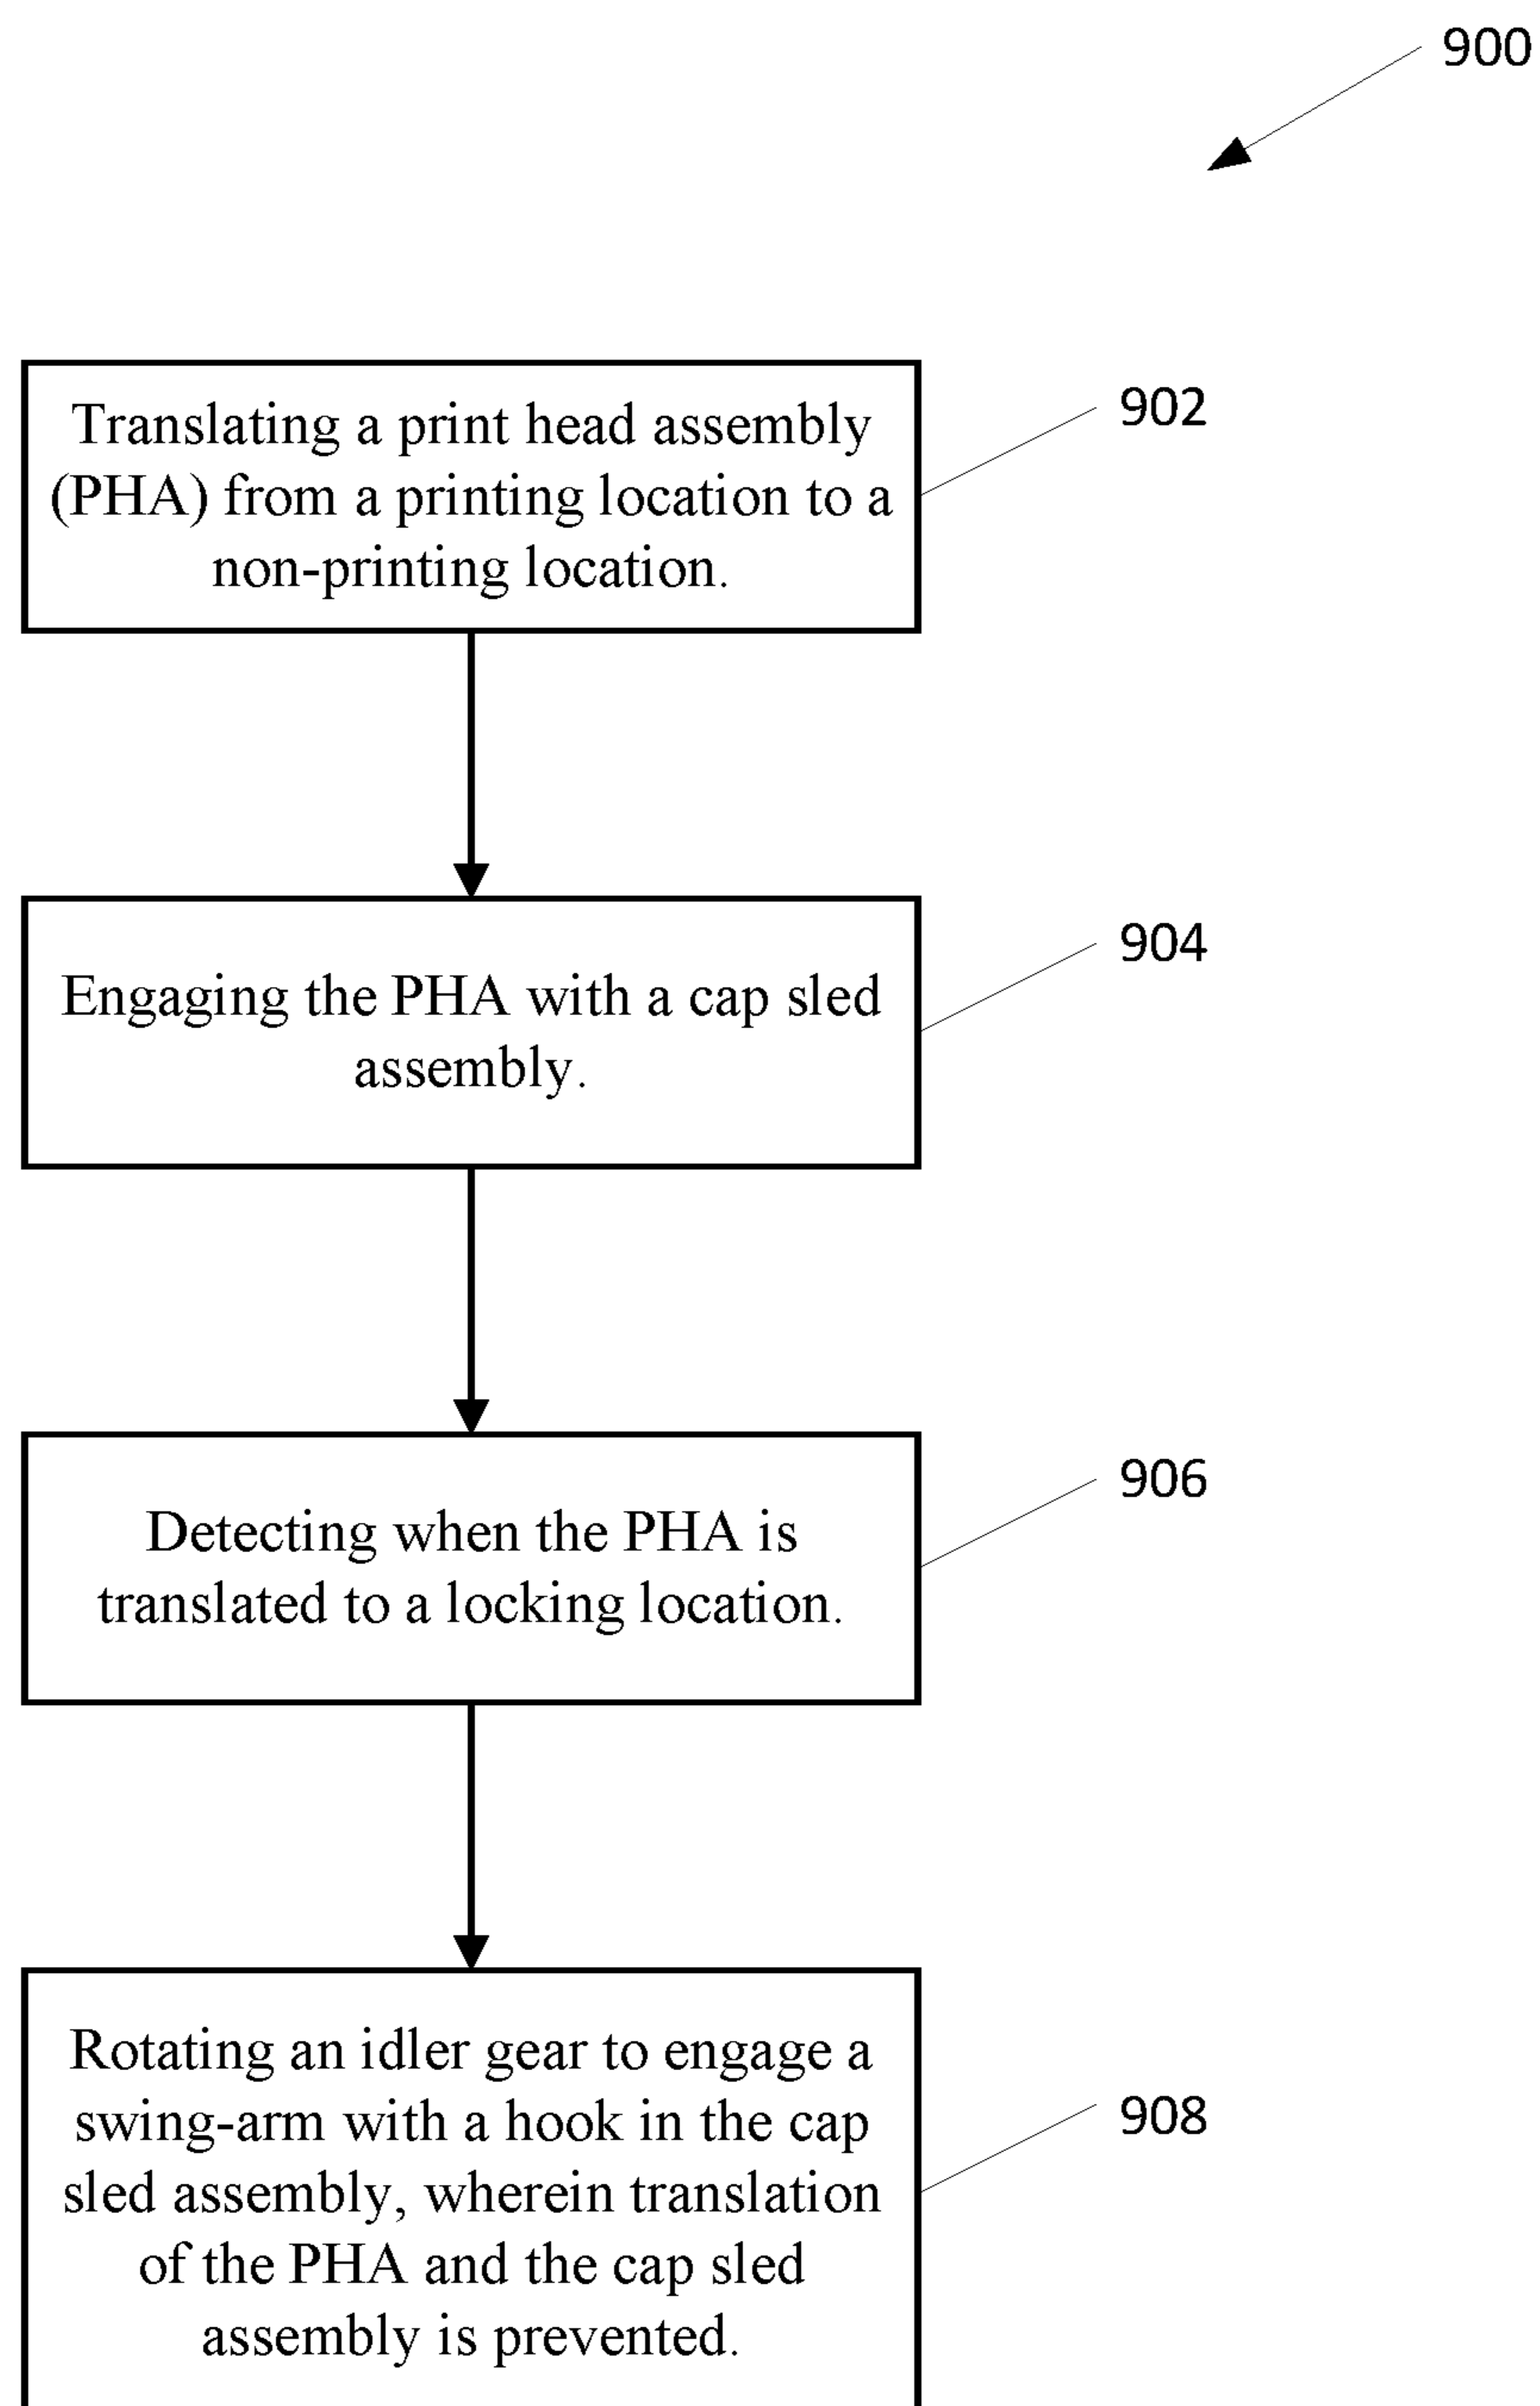 900
Translating a print head assembly
(PHA) from a printing location to a
non-printing location.
902
Engaging the PHA with a cap sled
assembly.
904
Detecting when the PHA is
translated to a locking location.
906
Rotating an idler gear to engage a
swing-arm with a hook in the cap
sled assembly, wherein translation
of the PHA and the cap sled
assembly is prevented.
908